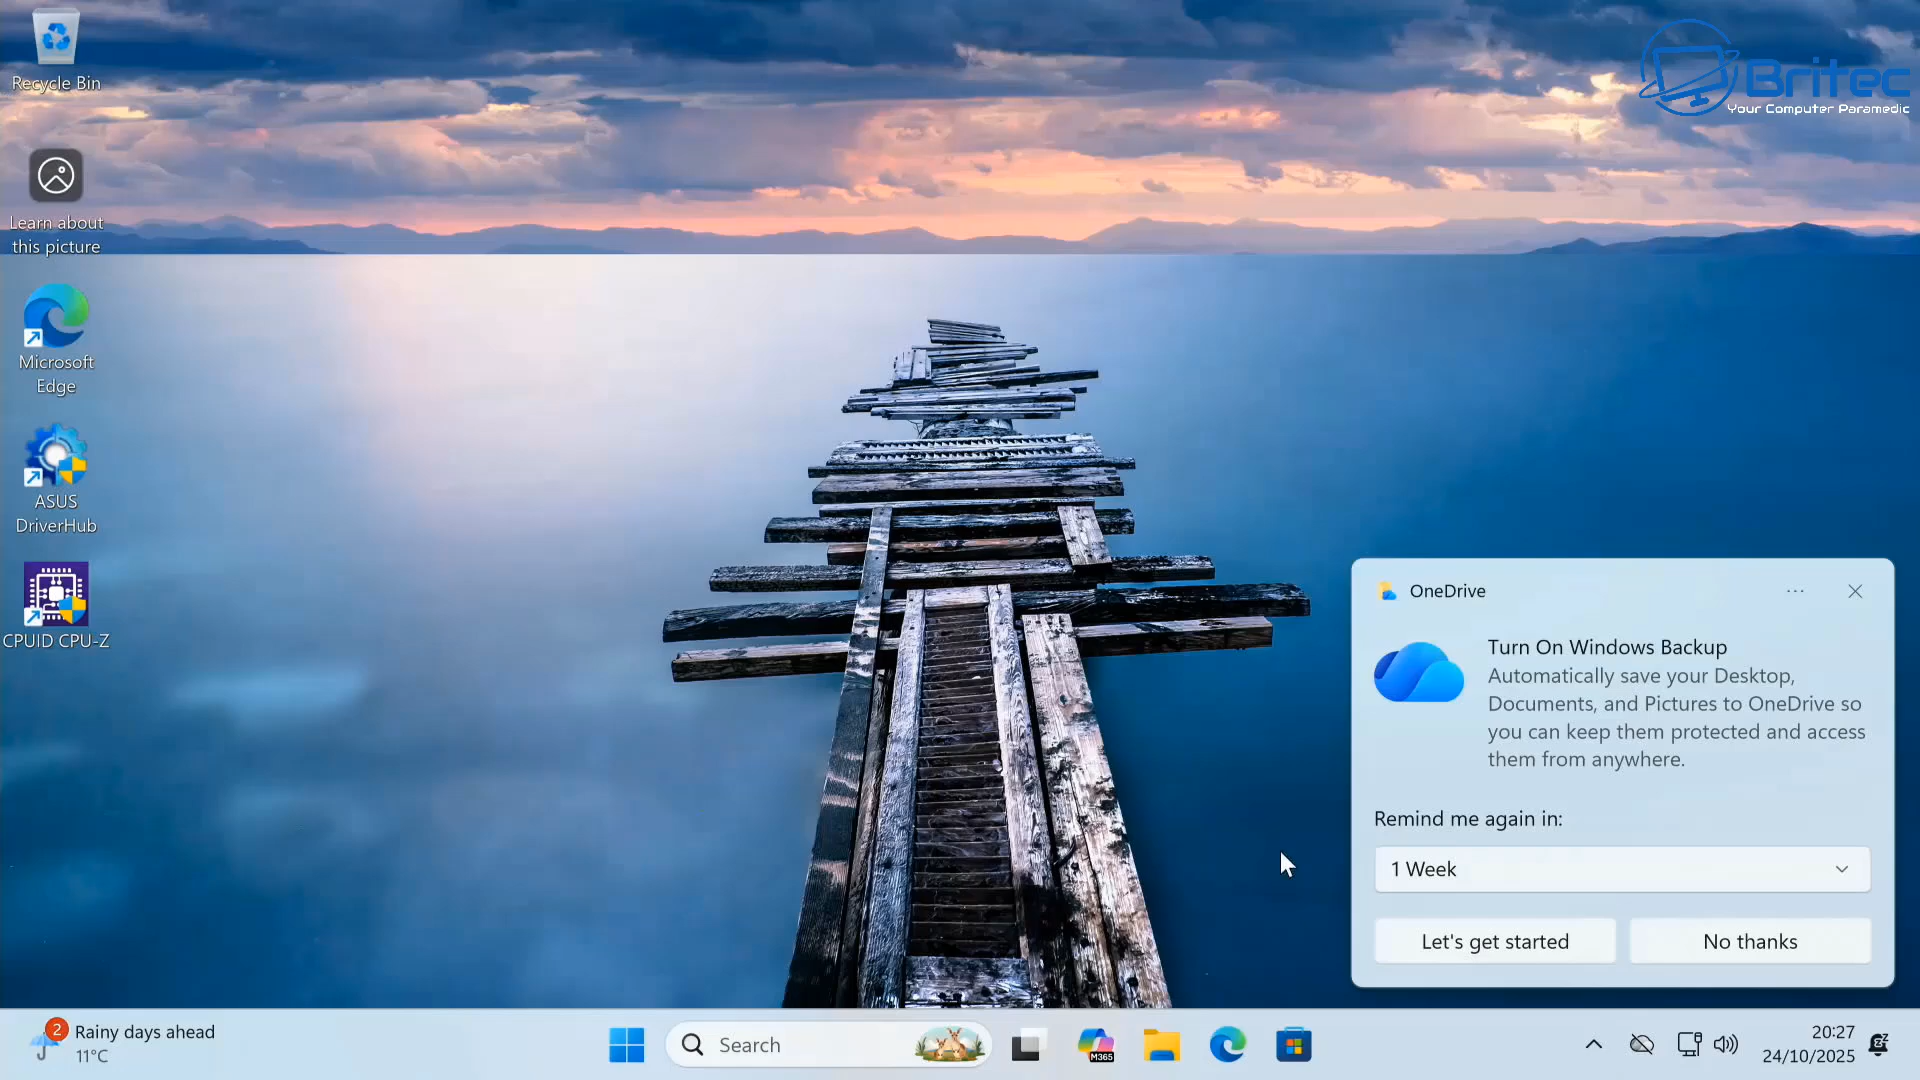 Recycle Bin
Learn about
this picture
Microsoft
Edge
ASUS
DriverHub
CPUID CPU-Z
Britec
Your Computer Paramedic
OneDrive
Turn On Windows Backup
Automatically save your Desktop,
Documents, and Pictures to OneDrive so
you can keep them protected and access
them from anywhere.
Remind me again in:
1 Week
Let's get started
No thanks
2
Rainy days ahead
11°C
Search
M365
20:27
24/10/2025